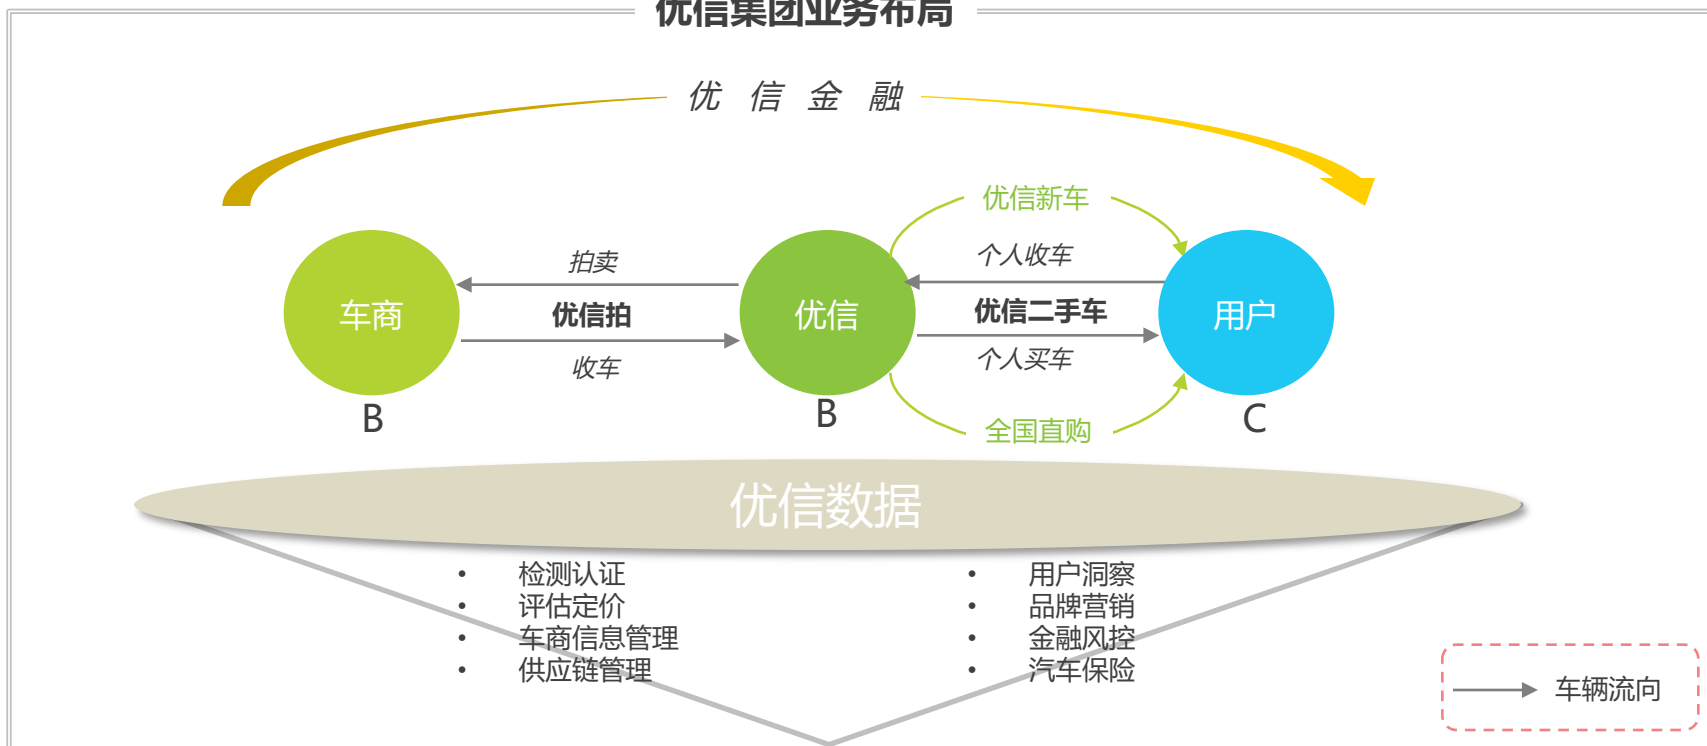 优信集团业务布局
优 信 金 融
优信新车
拍卖
个人收车
车商
优信拍
优信
优信二手车
用户
收车
个人买车
B
B
C
全国直购
优信数据
• 检测认证
• 评估定价
• 车商信息管理
• 供应链管理
• 用户洞察
• 品牌营销
• 金融风控
• 汽车保险
车辆流向